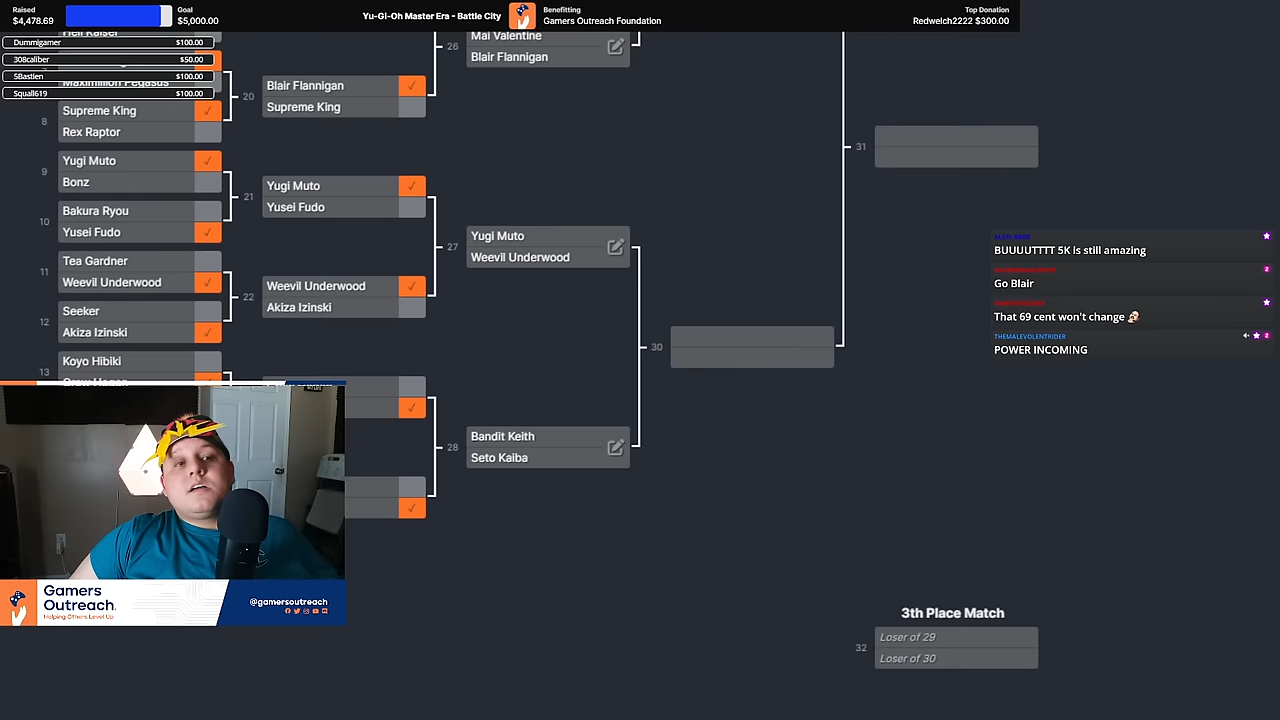 Raised
$4,478.69
Goal
$5,000.00
Yu-Gi-Oh Master Era - Battle City
Benefitting
Gamers Outreach Foundation
Top Donation
Redwelch2222 $300.00
Dummigamer $100.00
308caliber $50.00
5Bastien $100.00
Squall619 $100.00
Maximillion Pegasus
8
Supreme King
Rex Raptor
9
Yugi Muto
Bonz
10
Bakura Ryou
Yusei Fudo
11
Tea Gardner
Weevil Underwood
12
Seeker
Akiza Izinski
13
Koyo Hibiki
20
Blair Flannigan
Supreme King
21
Yugi Muto
Yusei Fudo
22
Weevil Underwood
Akiza Izinski
26
Mai Valentine
Blair Flannigan
27
Yugi Muto
Weevil Underwood
28
Bandit Keith
Seto Kaiba
30
31
3th Place Match
32
Loser of 29
Loser of 30
BUUUUTTTT 5K is still amazing
Go Blair
That 69 cent won't change
THEMALEVOLENTRIDER
POWER INCOMING
Gamers
Outreach
Helping Others Level Up
@gamersoutreach